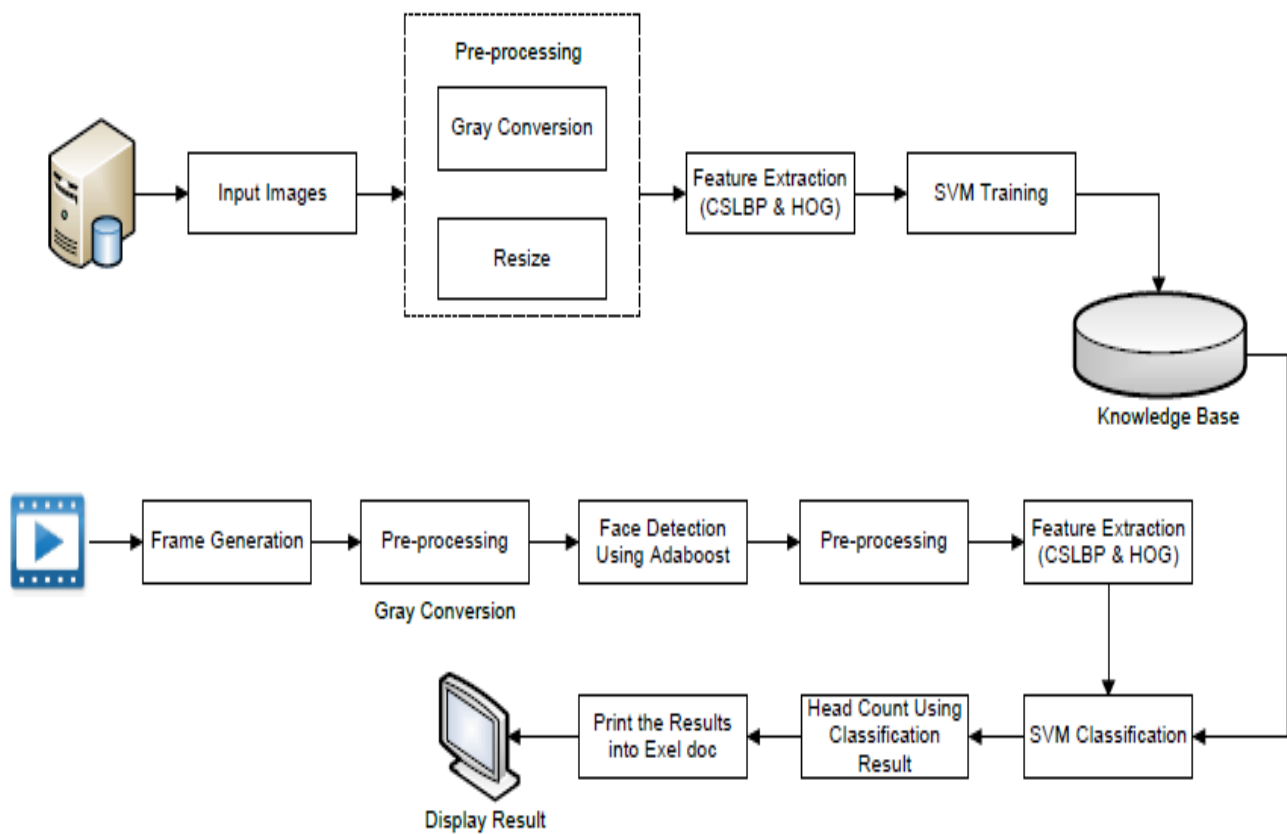 Pre-processing
Gray Conversion
Resize
Input Images
Feature Extraction
(CSLBP & HOG)
SVM Training
Knowledge Base
Frame Generation
Pre-processing
Gray Conversion
Face Detection
Using Adaboost
Pre-processing
Feature Extraction
(CSLBP & HOG)
SVM Classification
Head Count Using
Classification
Result
Print the Results
into Exel doc
Display Result